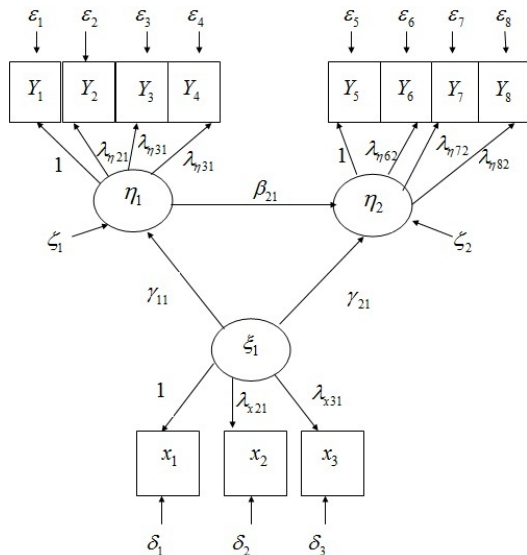 ε₁ ε₂ ε₃ ε₄ ε₅ ε₆ ε₇ ε₈
Y₁ Y₂ Y₃ Y₄ Y₅ Y₆ Y₇ Y₈
1 λη21 λη31 λη31 1 λη62 λη72 λη82
η₁ β₂₁ η₂
ζ₁ ζ₂
γ₁₁ γ₂₁
ξ₁
1 λx21 λx31
x₁ x₂ x₃
δ₁ δ₂ δ₃